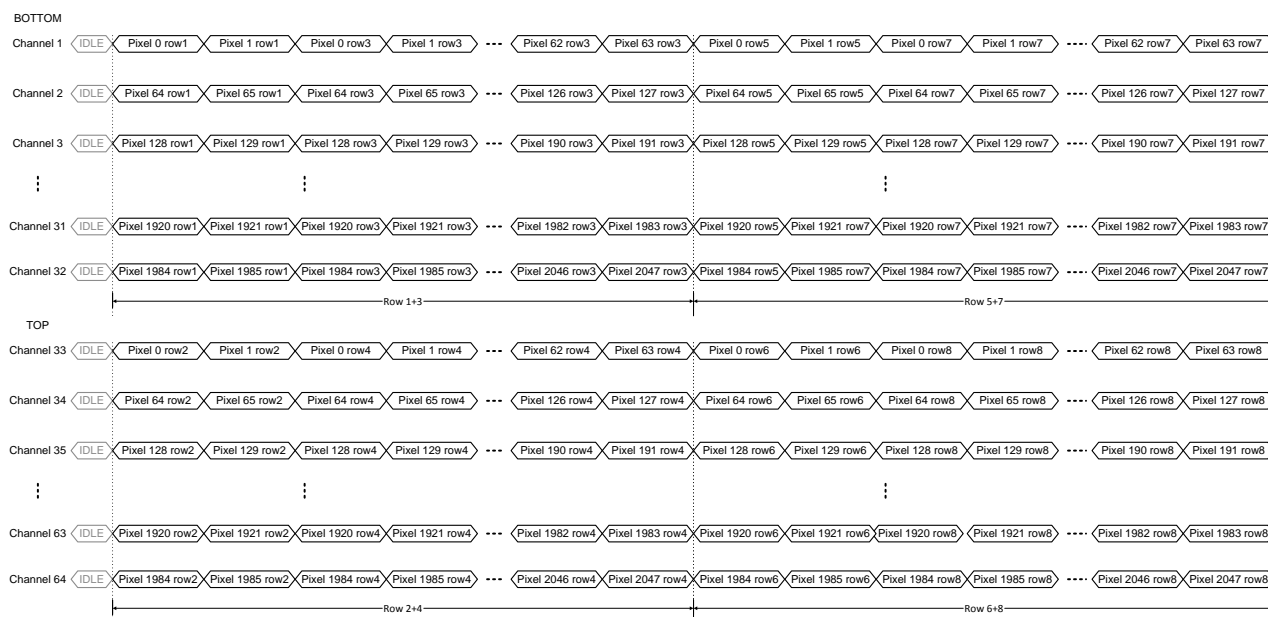 BOTTOM
Channel 1 IDLE Pixel 0 row1 Pixel 1 row1 Pixel 0 row3 Pixel 1 row3 Pixel 62 row3 Pixel 63 row3 Pixel 0 row5 Pixel 1 row5 Pixel 0 row7 Pixel 1 row7 Pixel 62 row7 Pixel 63 row7
Channel 2 IDLE Pixel 64 row1 Pixel 65 row1 Pixel 64 row3 Pixel 65 row3 Pixel 126 row3 Pixel 127 row3 Pixel 64 row5 Pixel 65 row5 Pixel 64 row7 Pixel 65 row7 Pixel 126 row7 Pixel 127 row7
Channel 3 IDLE Pixel 128 row1 Pixel 129 row1 Pixel 128 row3 Pixel 129 row3 Pixel 190 row3 Pixel 191 row3 Pixel 128 row5 Pixel 129 row5 Pixel 128 row7 Pixel 129 row7 Pixel 190 row7 Pixel 191 row7
Channel 31 IDLE Pixel 1920 row1 Pixel 1921 row1 Pixel 1920 row3 Pixel 1921 row3 Pixel 1982 row3 Pixel 1983 row3 Pixel 1920 row5 Pixel 1921 row7 Pixel 1920 row7 Pixel 1921 row7 Pixel 1982 row7 Pixel 1983 row7
Channel 32 IDLE Pixel 1984 row1 Pixel 1985 row1 Pixel 1984 row3 Pixel 1985 row3 Pixel 2046 row3 Pixel 2047 row3 Pixel 1984 row5 Pixel 1985 row7 Pixel 1984 row7 Pixel 1985 row7 Pixel 2046 row7 Pixel 2047 row7
Row 1+3 Row 5+7
TOP
Channel 33 IDLE Pixel 0 row2 Pixel 1 row2 Pixel 0 row4 Pixel 1 row4 Pixel 62 row4 Pixel 63 row4 Pixel 0 row6 Pixel 1 row6 Pixel 0 row8 Pixel 1 row8 Pixel 62 row8 Pixel 63 row8
Channel 34 IDLE Pixel 64 row2 Pixel 65 row2 Pixel 64 row4 Pixel 65 row4 Pixel 126 row4 Pixel 127 row4 Pixel 64 row6 Pixel 65 row6 Pixel 64 row8 Pixel 65 row8 Pixel 126 row8 Pixel 127 row8
Channel 35 IDLE Pixel 128 row2 Pixel 129 row2 Pixel 128 row4 Pixel 129 row4 Pixel 190 row4 Pixel 191 row4 Pixel 128 row6 Pixel 129 row6 Pixel 128 row8 Pixel 129 row8 Pixel 190 row8 Pixel 191 row8
Channel 63 IDLE Pixel 1920 row2 Pixel 1921 row2 Pixel 1920 row4 Pixel 1921 row4 Pixel 1982 row4 Pixel 1983 row4 Pixel 1920 row6 Pixel 1921 row6 Pixel 1920 row8 Pixel 1921 row8 Pixel 1982 row8 Pixel 1983 row8
Channel 64 IDLE Pixel 1984 row2 Pixel 1985 row2 Pixel 1984 row4 Pixel 1985 row4 Pixel 2046 row4 Pixel 2047 row4 Pixel 1984 row6 Pixel 1985 row6 Pixel 1984 row8 Pixel 1985 row8 Pixel 2046 row8 Pixel 2047 row8
Row 2+4 Row 6+8